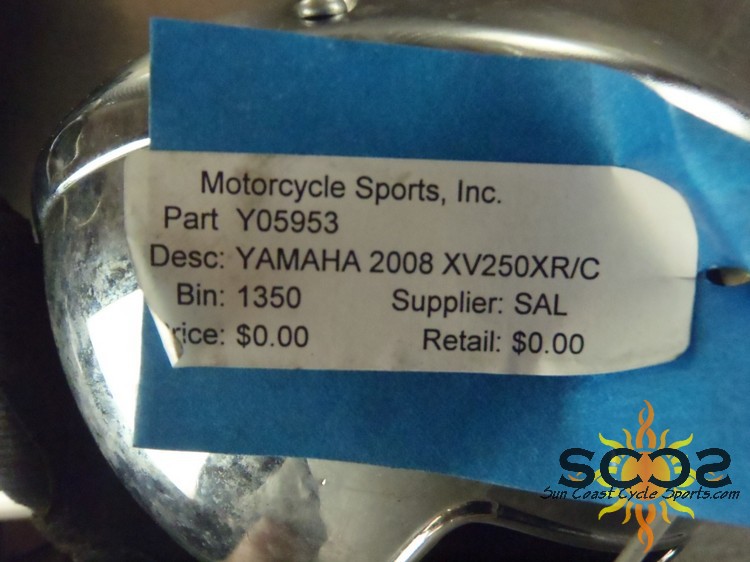 Motorcycle Sports, Inc.
Part Y05953
Desc: YAMAHA 2008 XV250XR/C
Bin: 1350 Supplier: SAL
rice: $0.00 Retail: $0.00
SCCS
Sun Coast Cycle Sports.com